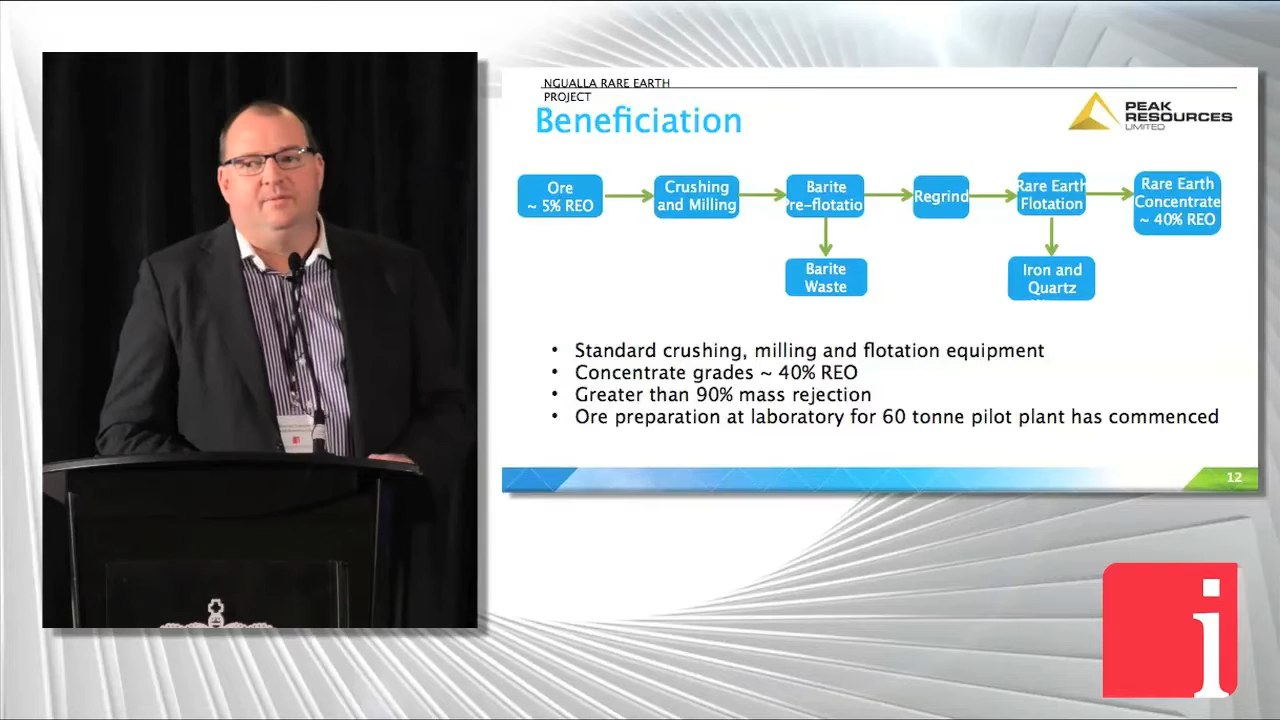 NGUALLA RARE EARTH
PROJECT
Beneficiation
PEAK
RESOURCES
LIMITED
Ore
~ 5% REO
Crushing
and Milling
Barite
Pre-flotatio
Regrind
Rare Earth
Flotation
Rare Earth
Concentrate
~ 40% REO
Barite
Waste
Iron and
Quartz
• Standard crushing, milling and flotation equipment
• Concentrate grades ~ 40% REO
• Greater than 90% mass rejection
• Ore preparation at laboratory for 60 tonne pilot plant has commenced
12
i